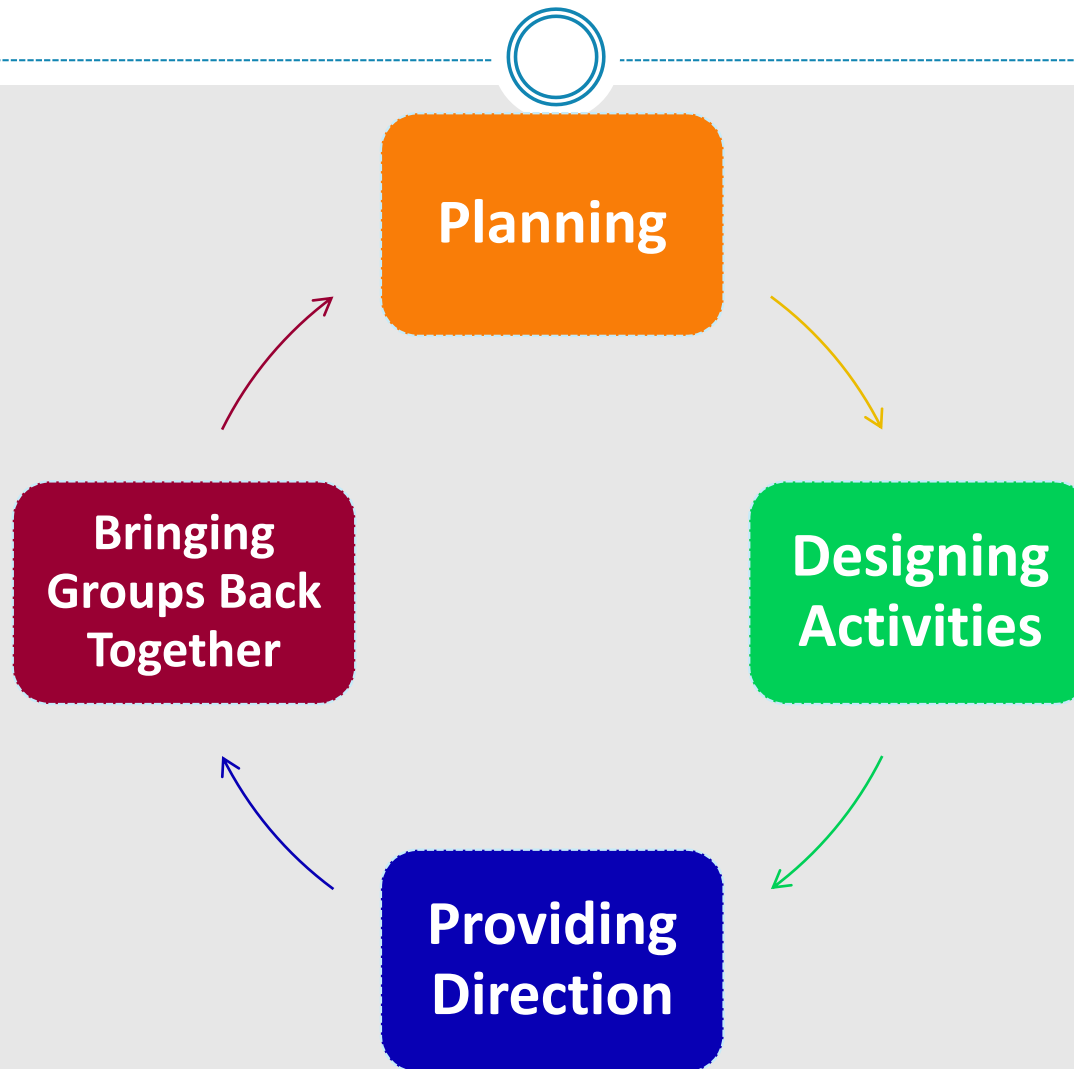 Planning
Designing
Activities
Providing
Direction
Bringing
Groups Back
Together